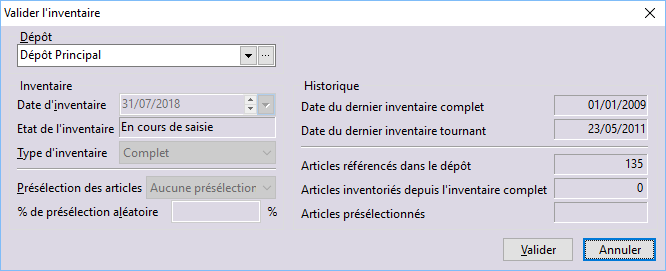 Valider l'inventaire
Dépôt
Dépôt Principal
Inventaire
Date d'inventaire 31/07/2018
Etat de l'inventaire En cours de saisie
Type d'inventaire Complet
Présélection des articles Aucune présélection
% de présélection aléatoire %
Historique
Date du dernier inventaire complet 01/01/2009
Date du dernier inventaire tournant 23/05/2011
Articles référencés dans le dépôt 135
Articles inventoriés depuis l'inventaire complet 0
Articles présélectionnés
Valider Annuler